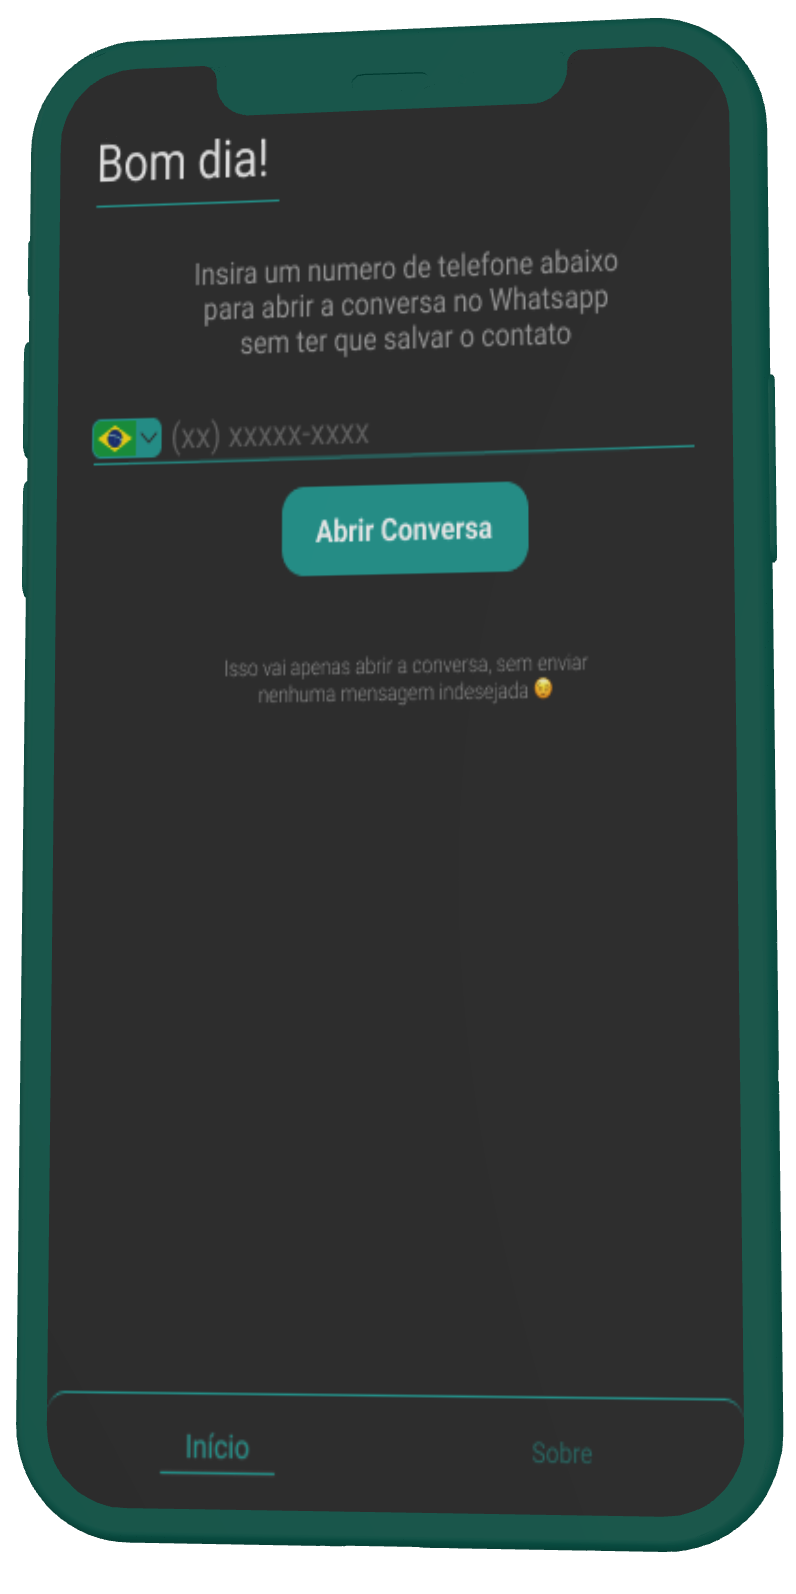 Bom dia!
Insira um numero de telefone abaixo
para abrir a conversa no Whatsapp
sem ter que salvar o contato
(xx) xxxxx-xxxx
Abrir Conversa
Isso vai apenas abrir a conversa, sem enviar
nenhuma mensagem indesejada 😉
Início
Sobre